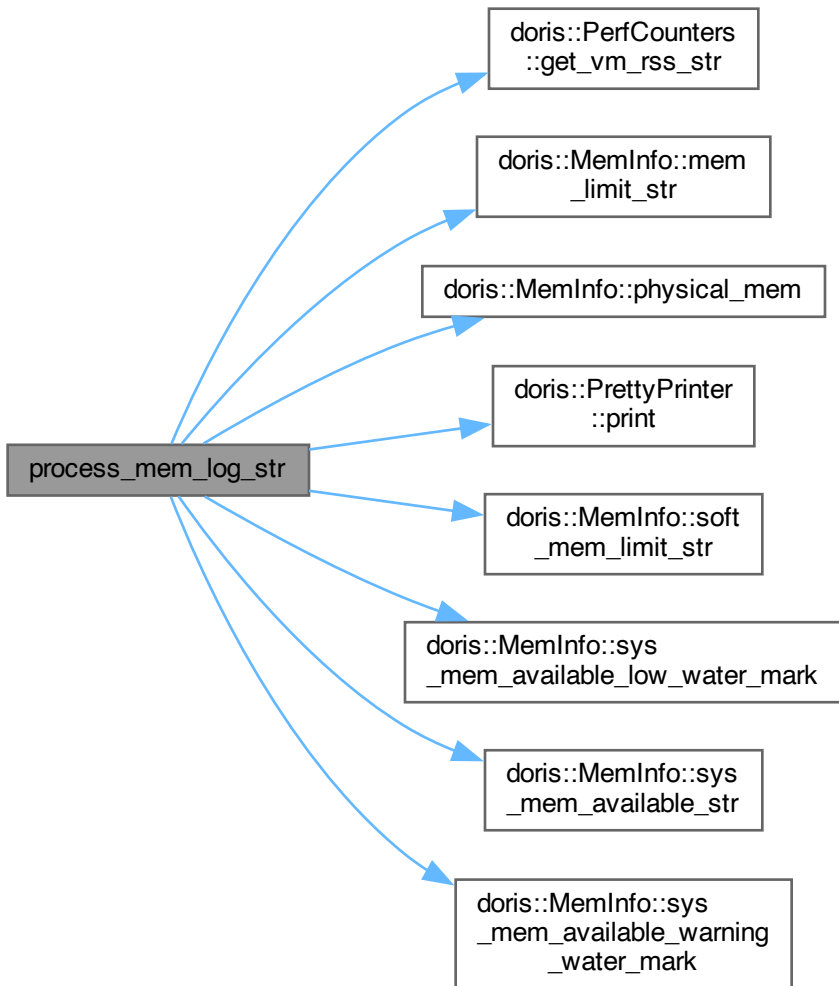 doris::PerfCounters
::get_vm_rss_str
doris::MemInfo::mem
_limit_str
doris::MemInfo::physical_mem
doris::PrettyPrinter
::print
process_mem_log_str
doris::MemInfo::soft
_mem_limit_str
doris::MemInfo::sys
_mem_available_low_water_mark
doris::MemInfo::sys
_mem_available_str
doris::MemInfo::sys
_mem_available_warning
_water_mark